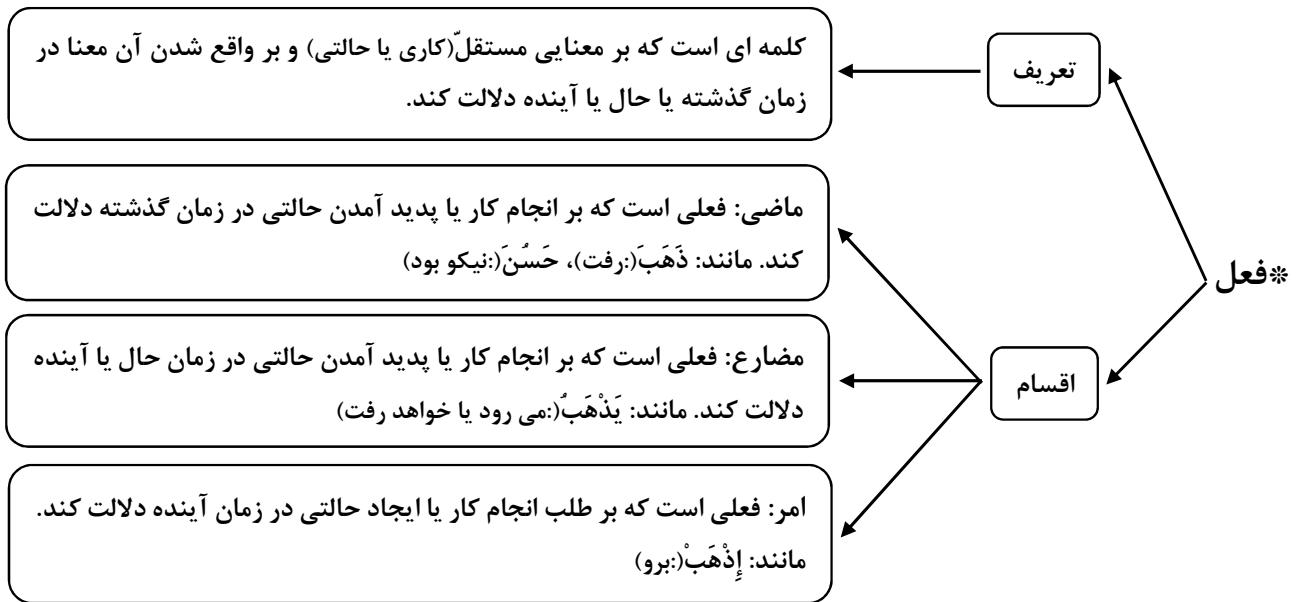 *فعل
تعریف
کلمه ای است که بر معنایی مستقلّ(کاری یا حالتی) و بر واقع شدن آن معنا در
زمان گذشته یا حال یا آینده دلالت کند.
اقسام
ماضی: فعلی است که بر انجام کار یا پدید آمدن حالتی در زمان گذشته دلالت
کند. مانند: ذَهَبَ(:رفت)، حَسُنَ(:نیکو بود)
مضارع: فعلی است که بر انجام کار یا پدید آمدن حالتی در زمان حال یا آینده
دلالت کند. مانند: یَذْهَبُ(:می رود یا خواهد رفت)
امر: فعلی است که بر طلب انجام کار یا ایجاد حالتی در زمان آینده دلالت کند.
مانند: إِذْهَبْ(:برو)